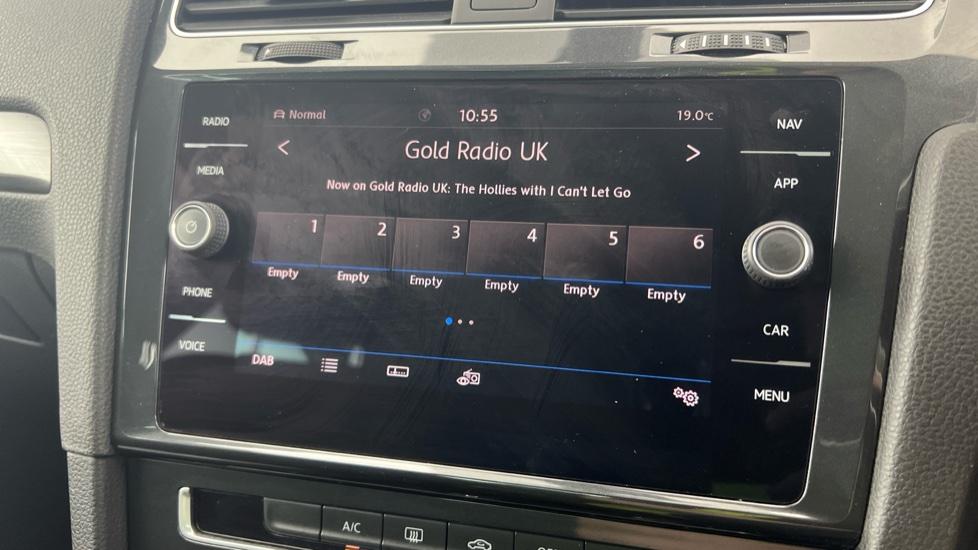 RADIO
MEDIA
PHONE
VOICE
Normal
10:55
19.0°C
< Gold Radio UK >
Now on Gold Radio UK: The Hollies with I Can't Let Go
1 2 3 4 5 6
Empty Empty Empty Empty Empty Empty
DAB
NAV
APP
CAR
MENU
A/C